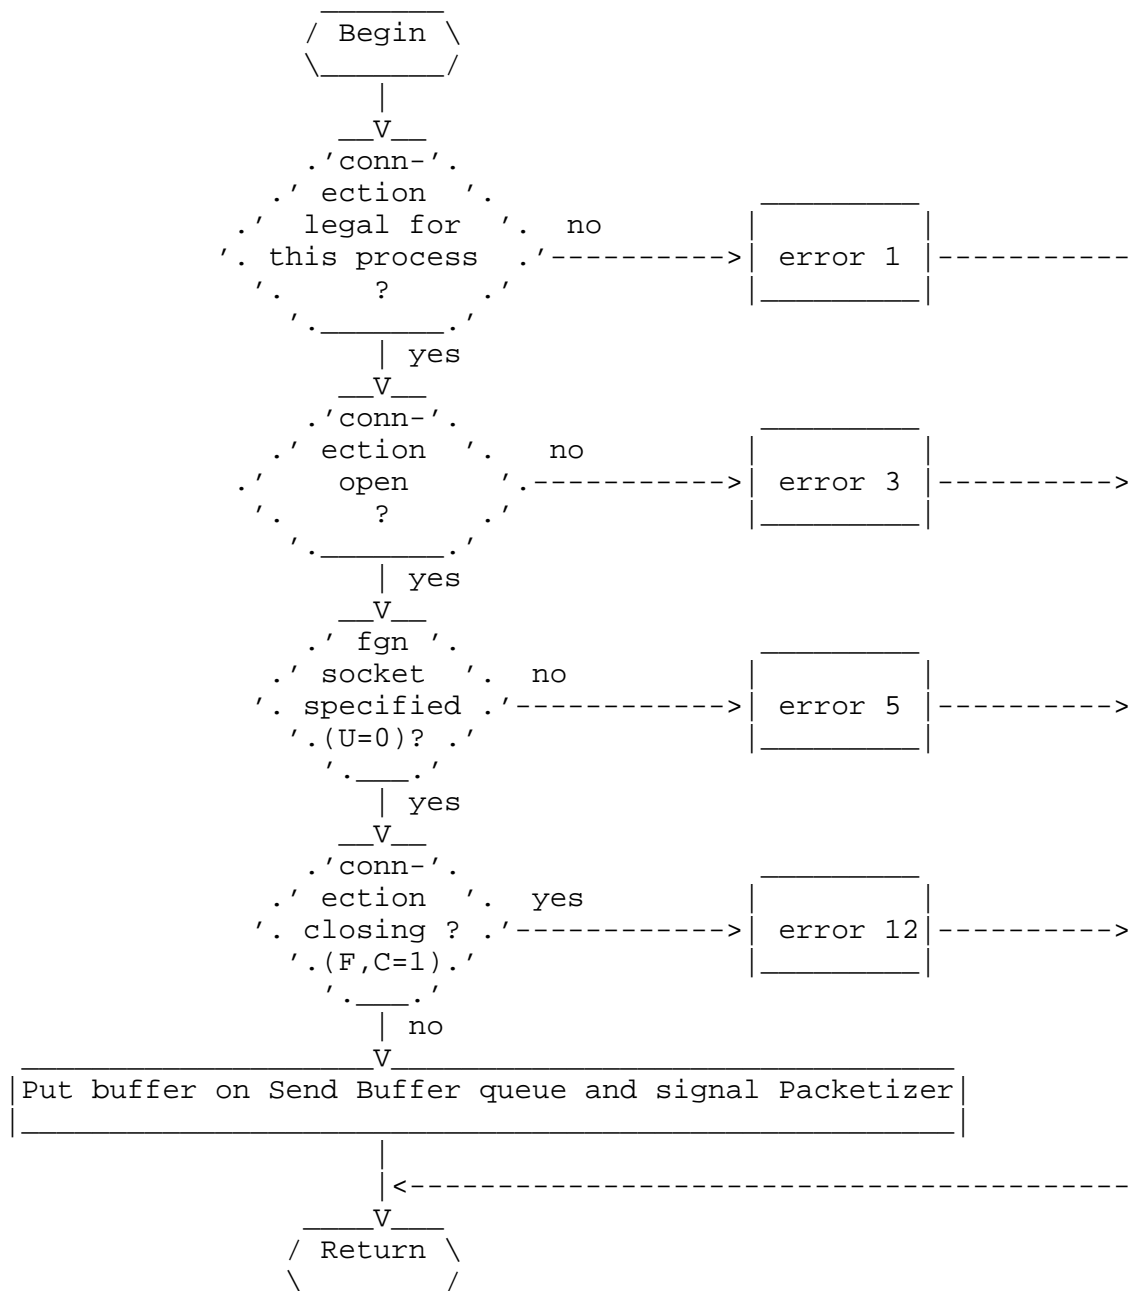 Begin
conn-
ection
legal for no
this process error 1
?
yes
conn-
ection no
open error 3
?
yes
fgn
socket no
specified error 5
(U=0)?
yes
conn-
ection yes
closing ? error 12
(F,C=1)
no
Put buffer on Send Buffer queue and signal Packetizer
Return